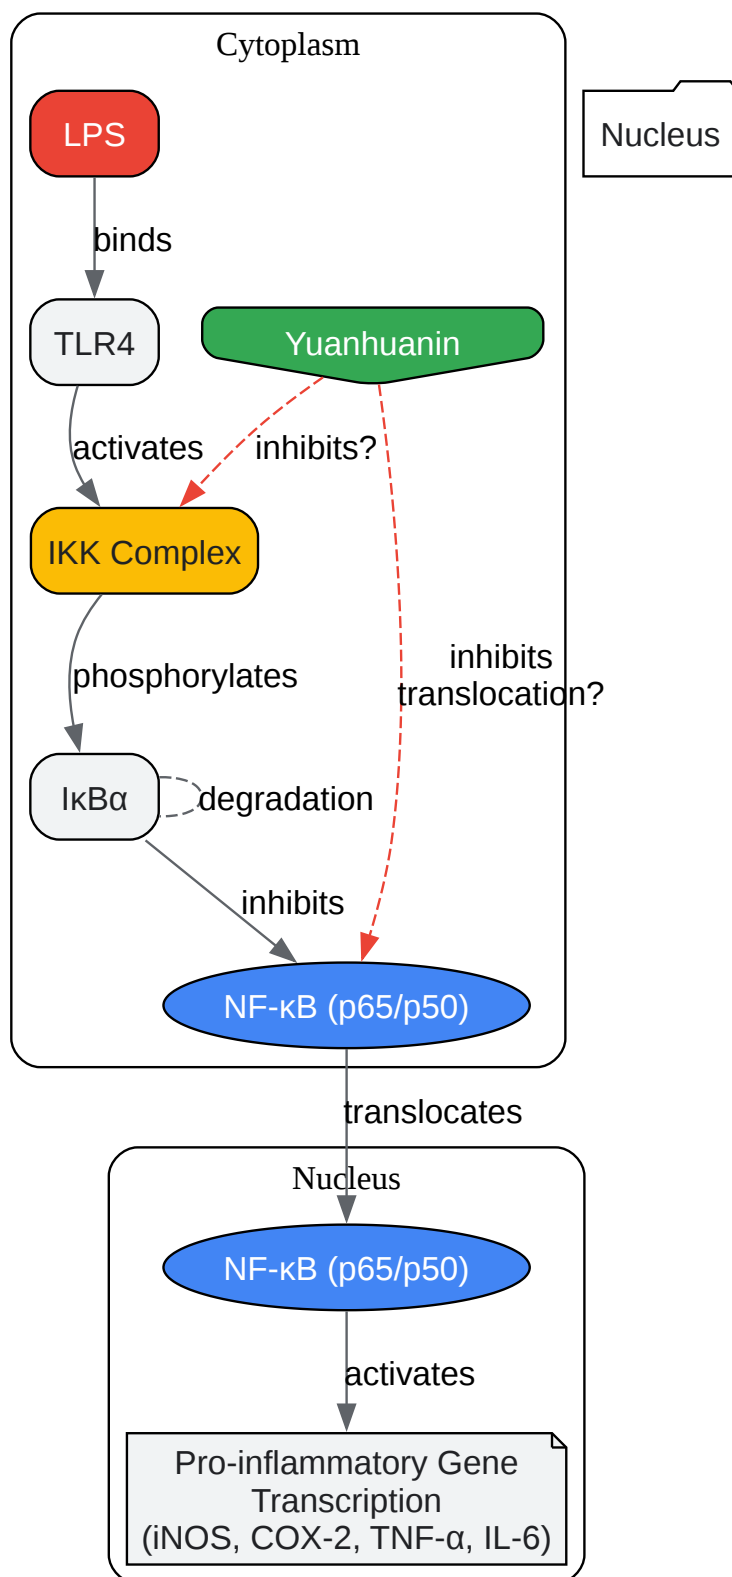 Cytoplasm
LPS
Nucleus
binds
TLR4
Yuanhuanin
activates
inhibits?
IKK Complex
phosphorylates
inhibits
translocation?
IκBα
degradation
inhibits
NF-κB (p65/p50)
translocates
Nucleus
NF-κB (p65/p50)
activates
Pro-inflammatory Gene
Transcription
(iNOS, COX-2, TNF-α, IL-6)